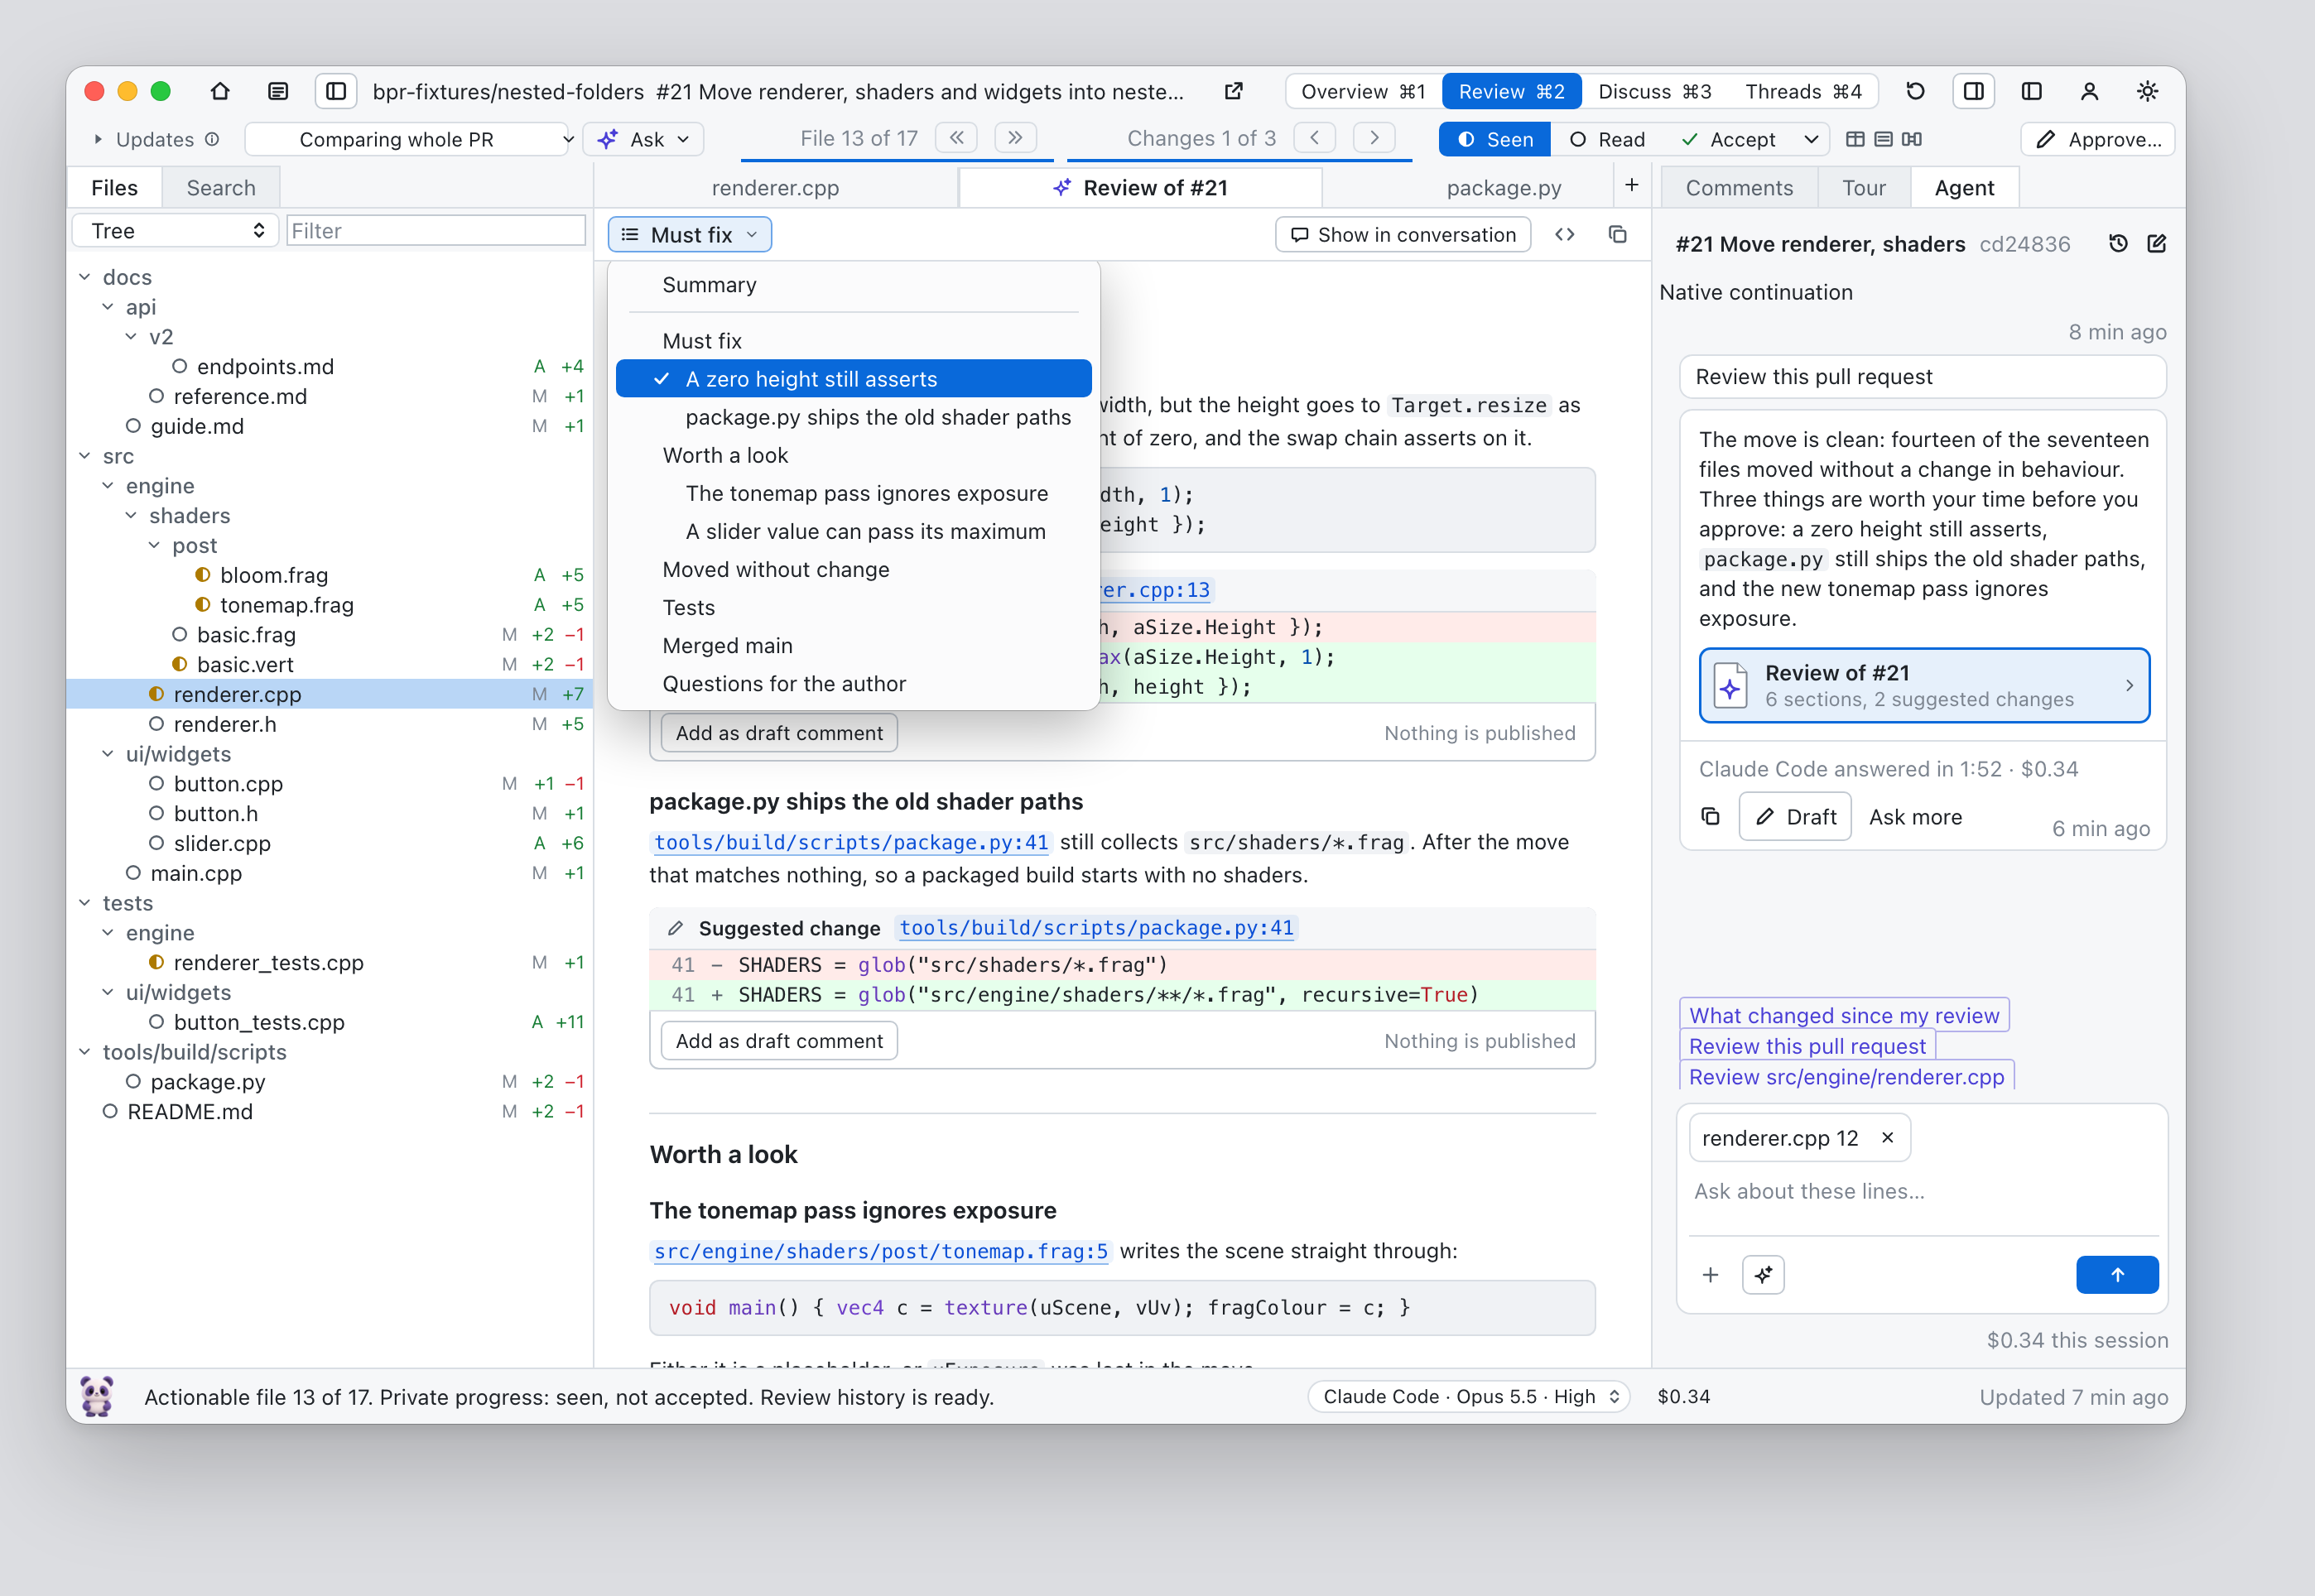 bpr-fixtures/nested-folders #21 Move renderer, shaders and widgets into neste...
Overview ⌘1
Review ⌘2
Discuss ⌘3
Threads ⌘4
Updates
Comparing whole PR
Ask
File 13 of 17
Changes 1 of 3
Seen
Read
Accept
Approve...
Files
Search
Tree
Filter
docs
api
v2
endpoints.md A +4
reference.md M +1
guide.md M +1
src
engine
shaders
post
bloom.frag A +5
tonemap.frag A +5
basic.frag M +2 −1
basic.vert M +2 −1
renderer.cpp M +7
renderer.h M +5
ui/widgets
button.cpp M +1 −1
button.h M +1
slider.cpp A +6
main.cpp M +1
tests
engine
renderer_tests.cpp M +1
ui/widgets
button_tests.cpp A +11
tools/build/scripts
package.py M +2 −1
README.md M +2 −1
renderer.cpp
Review of #21
package.py
Must fix
Show in conversation
Summary
Must fix
A zero height still asserts
package.py ships the old shader paths
Worth a look
The tonemap pass ignores exposure
A slider value can pass its maximum
Moved without change
Tests
Merged main
Questions for the author
width, but the height goes to Target.resize as
of zero, and the swap chain asserts on it.
dth, 1);
eight });
rer.cpp:13
h, aSize.Height });
ax(aSize.Height, 1);
h, height });
Add as draft comment
Nothing is published
package.py ships the old shader paths
tools/build/scripts/package.py:41 still collects src/shaders/*.frag. After the move
that matches nothing, so a packaged build starts with no shaders.
Suggested change tools/build/scripts/package.py:41
41 − SHADERS = glob("src/shaders/*.frag")
41 + SHADERS = glob("src/engine/shaders/**/*.frag", recursive=True)
Add as draft comment
Nothing is published
Worth a look
The tonemap pass ignores exposure
src/engine/shaders/post/tonemap.frag:5 writes the scene straight through:
void main() { vec4 c = texture(uScene, vUv); fragColour = c; }
Comments
Tour
Agent
#21 Move renderer, shaders cd24836
Native continuation
8 min ago
Review this pull request
The move is clean: fourteen of the seventeen
files moved without a change in behaviour.
Three things are worth your time before you
approve: a zero height still asserts,
package.py still ships the old shader paths,
and the new tonemap pass ignores
exposure.
Review of #21
6 sections, 2 suggested changes
Claude Code answered in 1:52 · $0.34
Draft
Ask more
6 min ago
What changed since my review
Review this pull request
Review src/engine/renderer.cpp
renderer.cpp 12
Ask about these lines...
$0.34 this session
Actionable file 13 of 17. Private progress: seen, not accepted. Review history is ready.
Claude Code · Opus 5.5 · High
$0.34
Updated 7 min ago